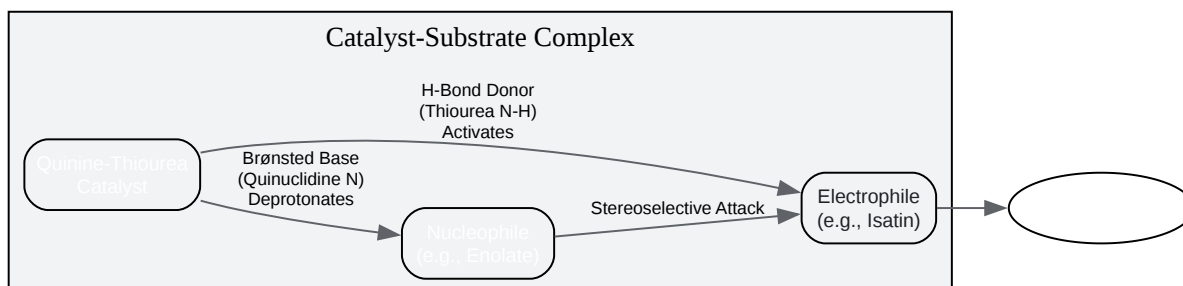 Catalyst-Substrate Complex
H-Bond Donor
(Thiourea N-H)
Activates
Quinine-Thiourea
Catalyst
Brønsted Base
(Quinuclidine N)
Deprotonates
Nucleophile
(e.g., Enolate)
Stereoselective Attack
Electrophile
(e.g., Isatin)